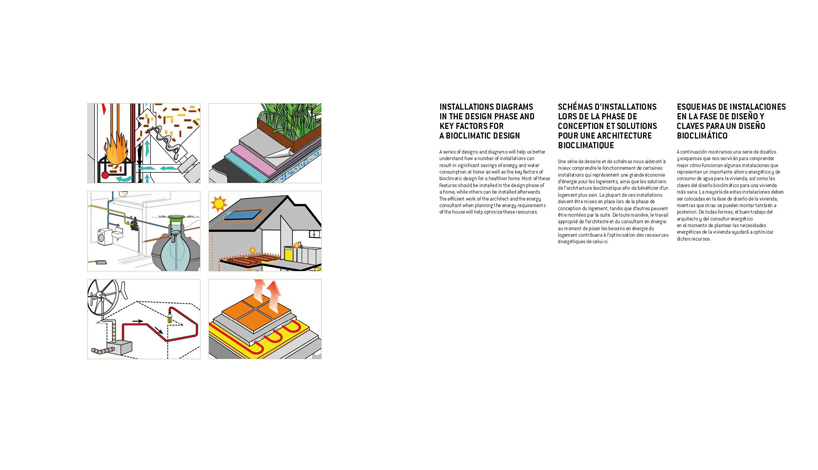 INSTALLATIONS DIAGRAMS
IN THE DESIGN PHASE AND
KEY FACTORS FOR
A BIOCLIMATIC DESIGN
A series of designs and diagrams will help us better
understand how a number of installations can
result in significant savings of energy and water
consumption at home as well as the key factors of
bioclimatic design for a healthier home. Most of these
features should be installed in the design phase of
a home, while others can be installed afterwards.
The efficient work of the architect and the energy
consultant when planning the energy requirements
of the house will help optimize these resources.
SCHÉMAS D'INSTALLATIONS
LORS DE LA PHASE DE
CONCEPTION ET SOLUTIONS
POUR UNE ARCHITECTURE
BIOCLIMATIQUE
Une série de dessins et de schémas nous aideront à
mieux comprendre le fonctionnement de certaines
installations qui représentent une grande économie
d'énergie pour les logements, ainsi que les solutions
de l'architecture bioclimatique afin de bénéficier d'un
logement plus sain. La plupart de ces installations
doivent être mises en place lors de la phase de
conception du logement, tandis que d'autres peuvent
être montées par la suite. De toute manière, le travail
approprié de l'architecte et du consultant en énergie
au moment de poser les besoins en énergie du
logement contribuera à l'optimisation des ressources
énergétiques de celui-ci.
ESQUEMAS DE INSTALACIONES
EN LA FASE DE DISEÑO Y
CLAVES PARA UN DISEÑO
BIOCLIMÁTICO
A continuación mostramos una serie de diseños
y esquemas que nos servirán para comprender
mejor cómo funcionan algunas instalaciones que
representan un importante ahorro energético y de
consumo de agua para la vivienda, así como las
claves del diseño bioclimático para una vivienda
más sana. La mayoría de estas instalaciones deben
ser colocadas en la fase de diseño de la vivienda,
mientras que otras se pueden montar también a
posteriori. De todas formas, el buen trabajo del
arquitecto y del consultor energético
en el momento de plantear las necesidades
energéticas de la vivienda ayudará a optimizar
dichos recursos.